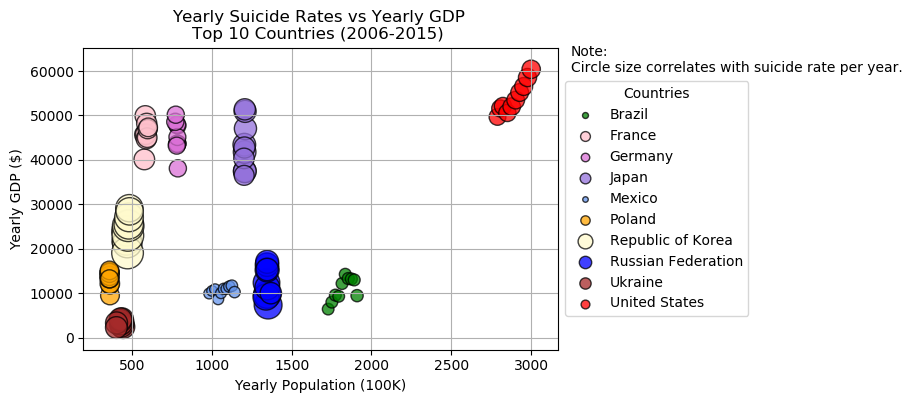 Yearly Suicide Rates vs Yearly GDP
Top 10 Countries (2006-2015)
Note:
Circle size correlates with suicide rate per year.
Countries
Brazil
France
Germany
Japan
Mexico
Poland
Republic of Korea
Russian Federation
Ukraine
United States
Yearly GDP ($)
60000
50000
40000
30000
20000
10000
0
500
1000
1500
2000
2500
3000
Yearly Population (100K)